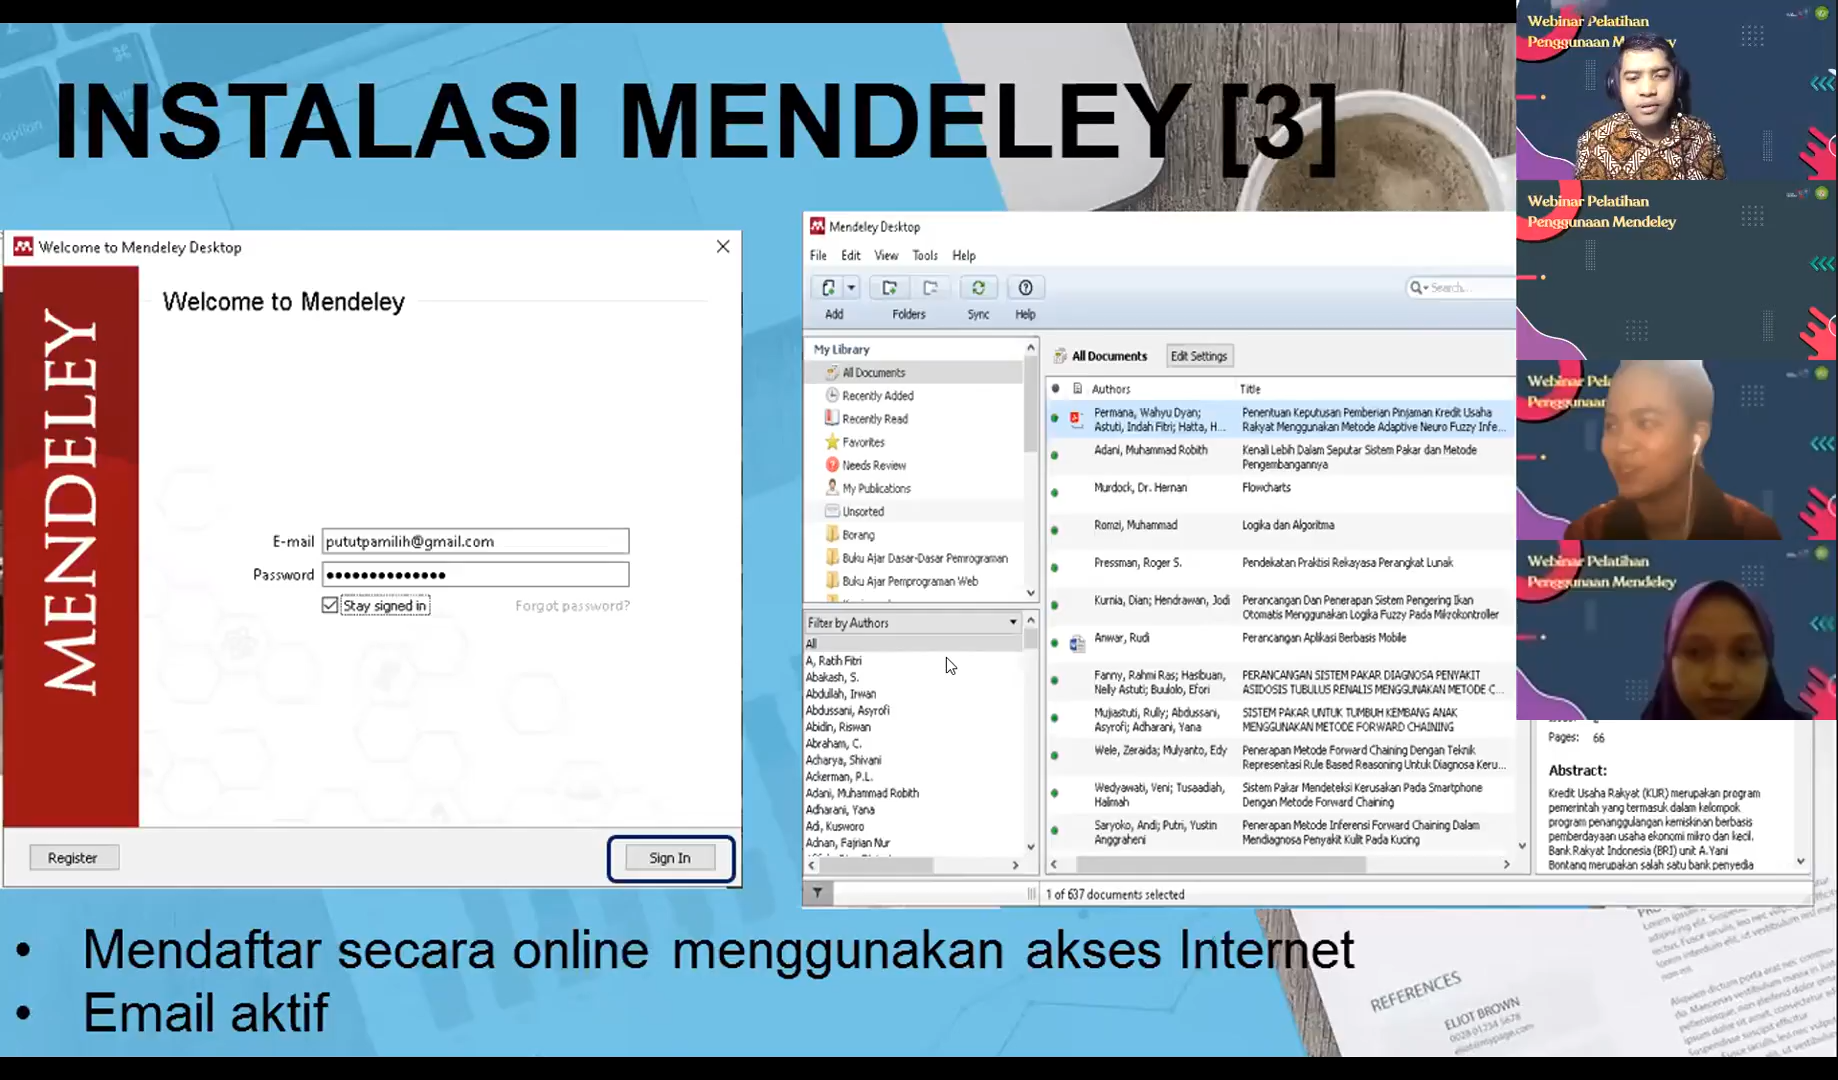 INSTALASI MENDELEY [3]
Welcome to Mendeley Desktop
MENDELEY
Welcome to Mendeley
E-mail pututpamilih@gmail.com
Password
Stay signed in
Forgot password?
Register
Sign In
Mendeley Desktop
File Edit View Tools Help
Search...
Add Folders Sync Help
My Library
All Documents
Recently Added
Recently Read
Favorites
Needs Review
My Publications
Unsorted
Borang
Buku Ajar Dasar-Dasar Pemrograman
Buku Ajar Pemprograman Web
Filter by Authors
All
A, Ratih Fitri
Abakash, S.
Abdullah, Irwan
Abdussani, Asyrofi
Abidin, Riswan
Abraham, C.
Acharya, Shivani
Ackerman, P.L.
Adani, Muhammad Robith
Adharani, Yana
Adi, Kusworo
Adnan, Fajrian Nur
All Documents Edit Settings
Authors Title
Permana, Wahyu Dyan; Penentuan Keputusan Pemberian Pinjaman Kredit Usaha
Astuti, Indah Fitri; Hatta, H... Rakyat Menggunakan Metode Adaptive Neuro Fuzzy Infe...
Adani, Muhammad Robith Kenali Lebih Dalam Seputar Sistem Pakar dan Metode
Pengembangannya
Murdock, Dr. Hernan Flowcharts
Romzi, Muhammad Logika dan Algoritma
Pressman, Roger S. Pendekatan Praktisi Rekayasa Perangkat Lunak
Kurnia, Dian; Hendrawan, Jodi Perancangan Dan Penerapan Sistem Pengering Ikan
Otomatis Menggunakan Logika Fuzzy Pada Mikrokontroller
Anwar, Rudi Perancangan Aplikasi Berbasis Mobile
Fanny, Rahmi Ras; Hasibuan, PERANCANGAN SISTEM PAKAR DIAGNOSA PENYAKIT
Nelly Astuti; Buulolo, Efori ASIDOSIS TUBULUS RENALIS MENGGUNAKAN METODE C...
Mujiastuti, Rully; Abdussani, SISTEM PAKAR UNTUK TUMBUH KEMBANG ANAK
Asyrofi; Adharani, Yana MENGGUNAKAN METODE FORWARD CHAINING
Wele, Zeraida; Mulyanto, Edy Penerapan Metode Forward Chaining Dengan Teknik
Representasi Rule Based Reasoning Untuk Diagnosa Keru...
Wedyawati, Veni; Tusaadiah, Sistem Pakar Mendeteksi Kerusakan Pada Smartphone
Halimah Dengan Metode Forward Chaining
Saryoko, Andi; Putri, Yustin Penerapan Metode Inferensi Forward Chaining Dalam
Anggraheni Mendiagnosa Penyakit Kulit Pada Kucing
1 of 637 documents selected
Pages: 66
Abstract:
Kredit Usaha Rakyat (KUR) merupakan program
pemerintah yang termasuk dalam kelompok
program penanggulangan kemiskinan berbasis
pemberdayaan usaha ekonomi mikro dan kecil.
Bank Rakyat Indonesia (BRI) unit A.Yani
Bontang merupakan salah satu bank penyedia
• Mendaftar secara online menggunakan akses Internet
• Email aktif
Webinar Pelatihan
Penggunaan Mendeley
Webinar Pelatihan
Penggunaan Mendeley
Webinar Pel
Penggunaan
Webinar Pelatihan
Penggunaan Mendeley
option
REFERENCES
ELIOT BROWN